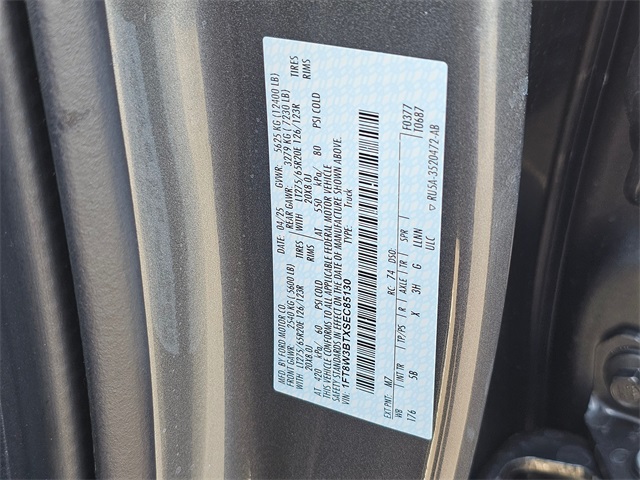 MFD. BY FORD MOTOR CO.
DATE: 04/25 GVWR: 5625 KG (12400 LB)
FRONT GAWR: 2540 KG (5600 LB) REAR GAWR: 3279 KG (7230 LB)
WITH LT275/65R20E 126/123R TIRES WITH LT275/65R20E 126/123R TIRES
20X8.0J RIMS 20X8.0J RIMS
AT 420 kPa/ 60 PSI COLD AT 550 kPa/ 80 PSI COLD
THIS VEHICLE CONFORMS TO ALL APPLICABLE FEDERAL MOTOR VEHICLE
SAFETY STANDARDS IN EFFECT ON THE DATE OF MANUFACTURE SHOWN ABOVE.
VIN: 1FT8W3BTXSEC85130 TYPE: Truck
F0377
T0687
EXT PNT: M7 RC: 74 DSO:
WB INT TR TP/PS R AXLE TR SPR
176 5B X 3H G LLNN
ULC
▽ RU5A-3520472-AB